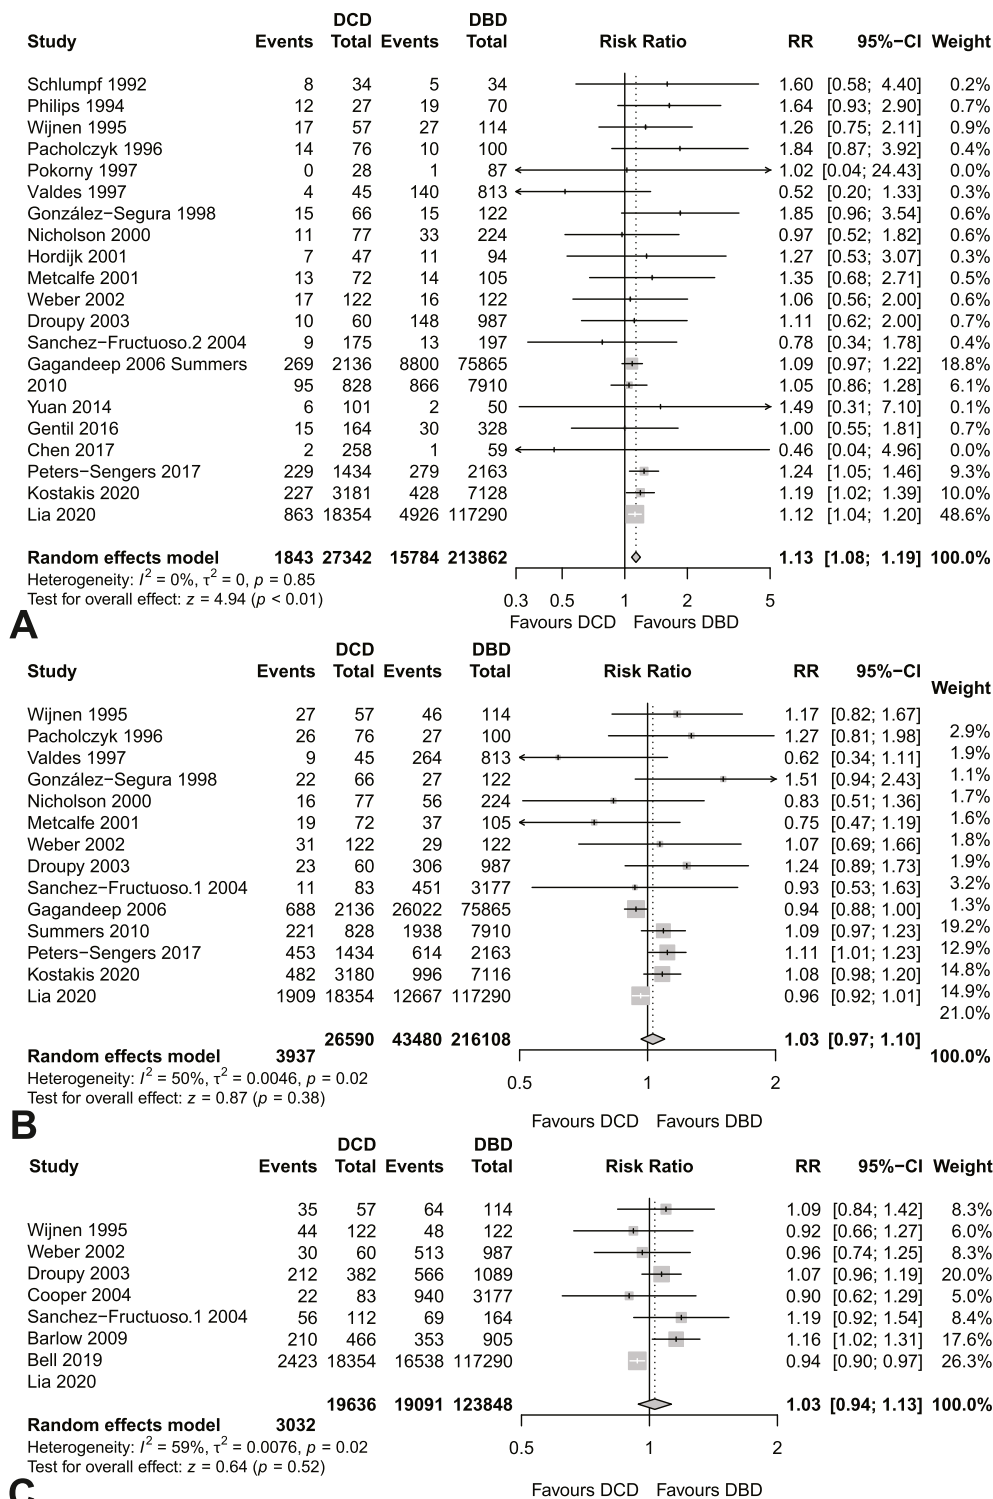 DCD DBD
Study Events Total Events Total Risk Ratio RR 95%−CI Weight
Schlumpf 1992 8 34 5 34 1.60 [0.58; 4.40] 0.2%
Philips 1994 12 27 19 70 1.64 [0.93; 2.90] 0.7%
Wijnen 1995 17 57 27 114 1.26 [0.75; 2.11] 0.9%
Pacholczyk 1996 14 76 10 100 1.84 [0.87; 3.92] 0.4%
Pokorny 1997 0 28 1 87 1.02 [0.04; 24.43] 0.0%
Valdes 1997 4 45 140 813 0.52 [0.20; 1.33] 0.3%
González−Segura 1998 15 66 15 122 1.85 [0.96; 3.54] 0.6%
Nicholson 2000 11 77 33 224 0.97 [0.52; 1.82] 0.6%
Hordijk 2001 7 47 11 94 1.27 [0.53; 3.07] 0.3%
Metcalfe 2001 13 72 14 105 1.35 [0.68; 2.71] 0.5%
Weber 2002 17 122 16 122 1.06 [0.56; 2.00] 0.6%
Droupy 2003 10 60 148 987 1.11 [0.62; 2.00] 0.7%
Sanchez−Fructuoso.2 2004 9 175 13 197 0.78 [0.34; 1.78] 0.4%
Gagandeep 2006 Summers 269 2136 8800 75865 1.09 [0.97; 1.22] 18.8%
2010 95 828 866 7910 1.05 [0.86; 1.28] 6.1%
Yuan 2014 6 101 2 50 1.49 [0.31; 7.10] 0.1%
Gentil 2016 15 164 30 328 1.00 [0.55; 1.81] 0.7%
Chen 2017 2 258 1 59 0.46 [0.04; 4.96] 0.0%
Peters−Sengers 2017 229 1434 279 2163 1.24 [1.05; 1.46] 9.3%
Kostakis 2020 227 3181 428 7128 1.19 [1.02; 1.39] 10.0%
Lia 2020 863 18354 4926 117290 1.12 [1.04; 1.20] 48.6%
Random effects model 1843 27342 15784 213862 1.13 [1.08; 1.19] 100.0%
Heterogeneity: I² = 0%, τ² = 0, p = 0.85
Test for overall effect: z = 4.94 (p < 0.01)
0.3 0.5 1 2 5
Favours DCD Favours DBD
A
DCD DBD
Study Events Total Events Total Risk Ratio RR 95%−CI
Weight
Wijnen 1995 27 57 46 114 1.17 [0.82; 1.67]
2.9%
Pacholczyk 1996 26 76 27 100 1.27 [0.81; 1.98]
1.9%
Valdes 1997 9 45 264 813 0.62 [0.34; 1.11]
1.1%
González−Segura 1998 22 66 27 122 1.51 [0.94; 2.43]
1.7%
Nicholson 2000 16 77 56 224 0.83 [0.51; 1.36]
1.6%
Metcalfe 2001 19 72 37 105 0.75 [0.47; 1.19]
1.8%
Weber 2002 31 122 29 122 1.07 [0.69; 1.66]
1.9%
Droupy 2003 23 60 306 987 1.24 [0.89; 1.73]
3.2%
Sanchez−Fructuoso.1 2004 11 83 451 3177 0.93 [0.53; 1.63]
1.3%
Gagandeep 2006 688 2136 26022 75865 0.94 [0.88; 1.00]
19.2%
Summers 2010 221 828 1938 7910 1.09 [0.97; 1.23]
12.9%
Peters−Sengers 2017 453 1434 614 2163 1.11 [1.01; 1.23]
14.8%
Kostakis 2020 482 3180 996 7116 1.08 [0.98; 1.20]
14.9%
Lia 2020 1909 18354 12667 117290 0.96 [0.92; 1.01]
21.0%
26590 43480 216108 1.03 [0.97; 1.10]
Random effects model 3937 100.0%
Heterogeneity: I² = 50%, τ² = 0.0046, p = 0.02
Test for overall effect: z = 0.87 (p = 0.38)
0.5 1 2
Favours DCD Favours DBD
B
DCD DBD
Study Events Total Events Total Risk Ratio RR 95%−CI Weight
35 57 64 114 1.09 [0.84; 1.42] 8.3%
Wijnen 1995 44 122 48 122 0.92 [0.66; 1.27] 6.0%
Weber 2002 30 60 513 987 0.96 [0.74; 1.25] 8.3%
Droupy 2003 212 382 566 1089 1.07 [0.96; 1.19] 20.0%
Cooper 2004 22 83 940 3177 0.90 [0.62; 1.29] 5.0%
Sanchez−Fructuoso.1 2004 56 112 69 164 1.19 [0.92; 1.54] 8.4%
Barlow 2009 210 466 353 905 1.16 [1.02; 1.31] 17.6%
Bell 2019 2423 18354 16538 117290 0.94 [0.90; 0.97] 26.3%
Lia 2020
19636 19091 123848 1.03 [0.94; 1.13] 100.0%
Random effects model 3032
Heterogeneity: I² = 59%, τ² = 0.0076, p = 0.02
Test for overall effect: z = 0.64 (p = 0.52)
0.5 1 2
Favours DCD Favours DBD
C